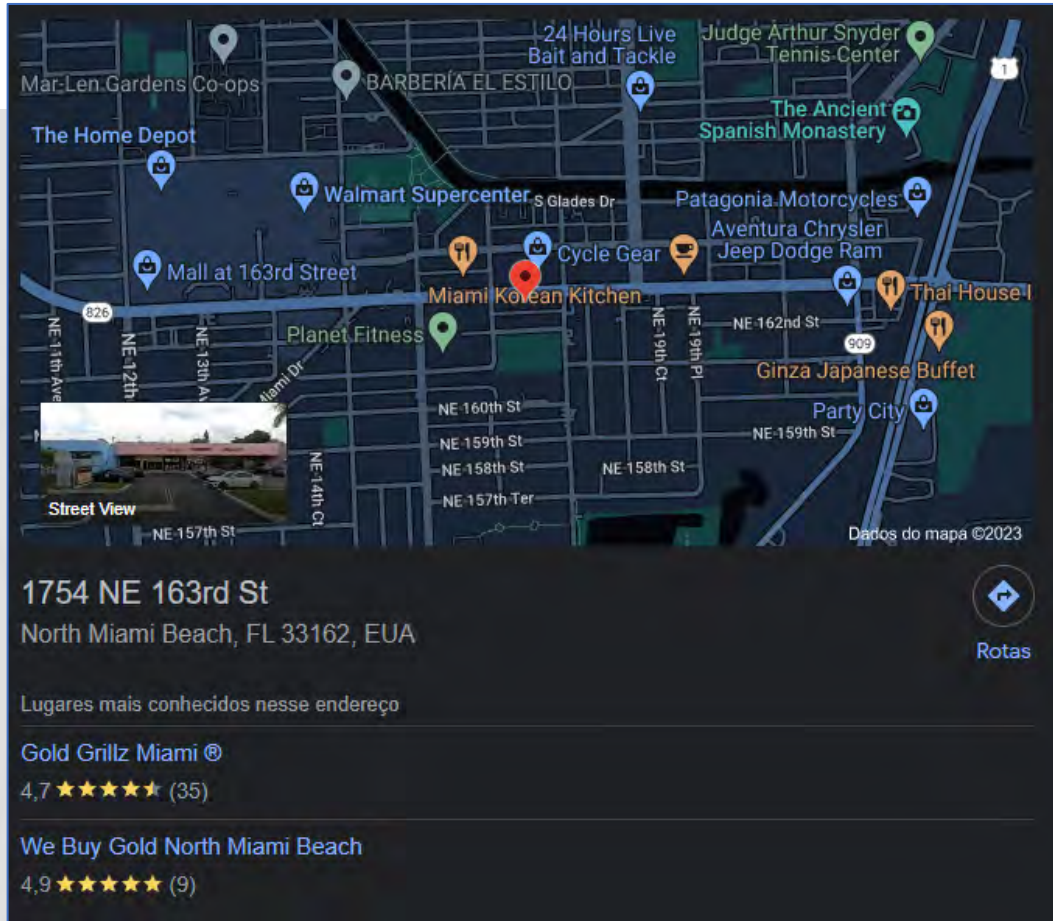 24 Hours Live
Bait and Tackle
Judge Arthur Snyder
Tennis Center
1
Mar-Len Gardens Co-ops
BARBERÍA EL ESTILO
The Ancient
Spanish Monastery
The Home Depot
Walmart Supercenter
S Glades Dr
Patagonia Motorcycles
Aventura Chrysler
Jeep Dodge Ram
Cycle Gear
Mall at 163rd Street
Miami Korean Kitchen
Thai House I
826
Planet Fitness
NE 162nd St
909
NE 11th Ave
NE 12th
NE 13th Av
Miami Dr
NE 19th Ct
NE 19th Pl
Ginza Japanese Buffet
NE 160th St
Party City
NE 159th St
NE 159th St
NE 158th St
NE 158th St
NE 14th Ct
NE 157th Ter
Street View
NE 157th St
Dados do mapa ©2023
1754 NE 163rd St
North Miami Beach, FL 33162, EUA
Rotas
Lugares mais conhecidos nesse endereço
Gold Grillz Miami ®
4,7 ★★★★★ (35)
We Buy Gold North Miami Beach
4,9 ★★★★★ (9)